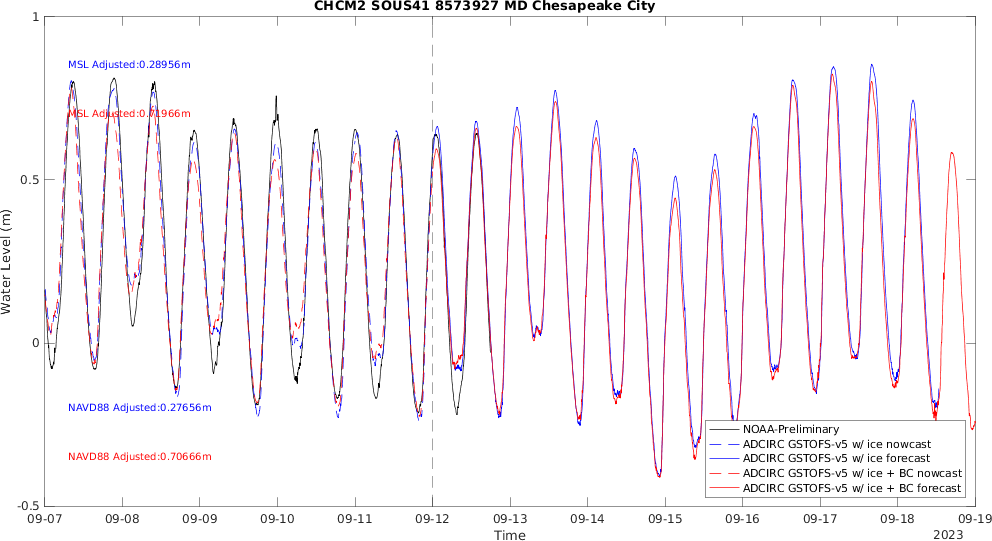 CHCM2 SOUS41 8573927 MD Chesapeake City
1
0.5
0
-0.5
Water Level (m)
MSL Adjusted:0.28956m
MSL Adjusted:0.71966m
NAVD88 Adjusted:0.27656m
NAVD88 Adjusted:0.70666m
NOAA-Preliminary
ADCIRC GSTOFS-v5 w/ ice nowcast
ADCIRC GSTOFS-v5 w/ ice forecast
ADCIRC GSTOFS-v5 w/ ice + BC nowcast
ADCIRC GSTOFS-v5 w/ ice + BC forecast
09-07 09-08 09-09 09-10 09-11 09-12 09-13 09-14 09-15 09-16 09-17 09-18 09-19
Time
2023